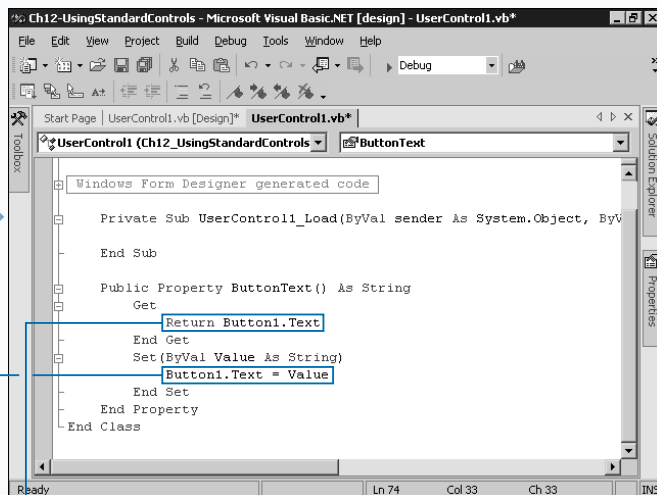 Ch12-UsingStandardControls - Microsoft Visual Basic.NET [design] - UserControl1.vb*
File Edit View Project Build Debug Tools Window Help
Debug
Start Page UserControl1.vb [Design]* UserControl1.vb*
Toolbox
UserControl1 (Ch12_UsingStandardControls ButtonText
Solution Explorer
Windows Form Designer generated code
Private Sub UserControl1_Load(ByVal sender As System.Object, ByV
End Sub
Properties
Public Property ButtonText() As String
Get
Return Button1.Text
End Get
Set(ByVal Value As String)
Button1.Text = Value
End Set
End Property
End Class
Ready Ln 74 Col 33 Ch 33 INS